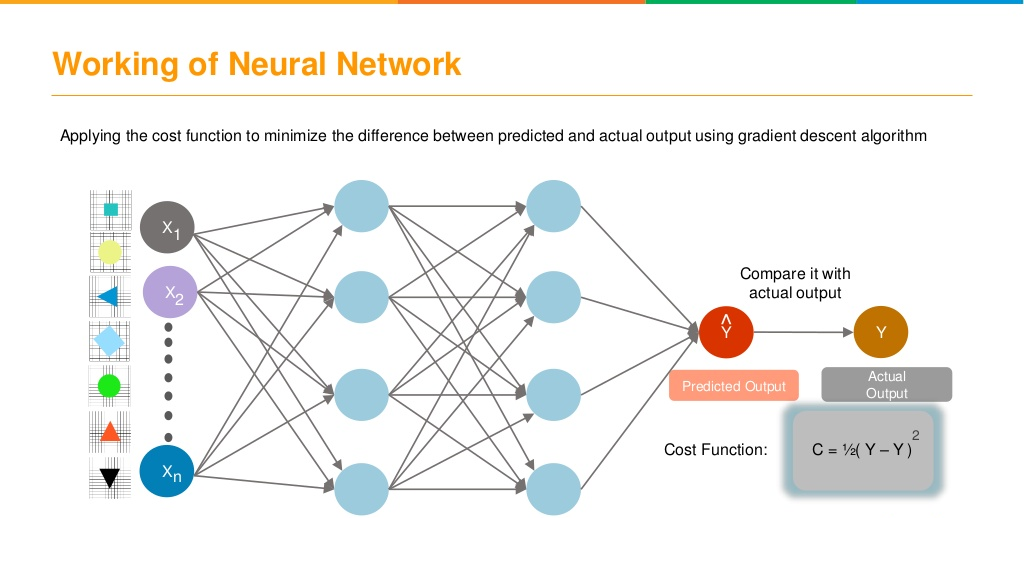 Working of Neural Network
Applying the cost function to minimize the difference between predicted and actual output using gradient descent algorithm
X1
X2
Xn
Compare it with
actual output
^
Y
Y
Predicted Output
Actual
Output
Cost Function:
C = ½( Y – Y )2